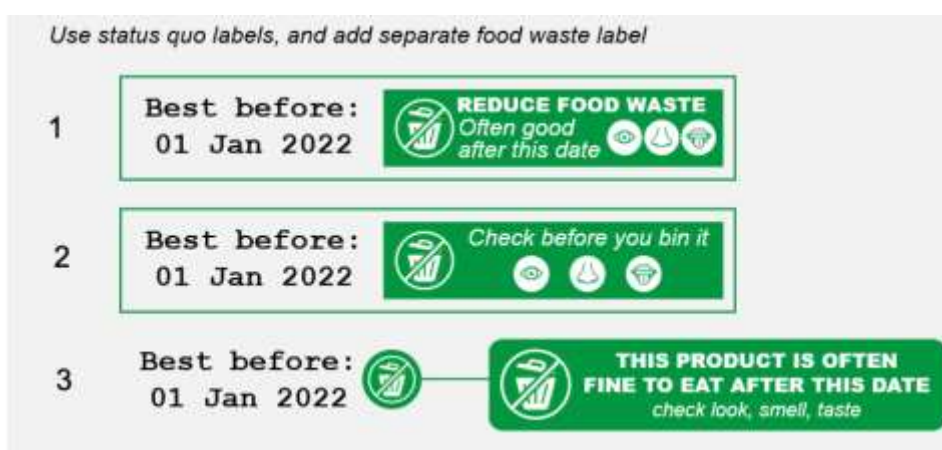 Use status quo labels, and add separate food waste label
1
Best before:
01 Jan 2022
REDUCE FOOD WASTE
Often good
after this date
2
Best before:
01 Jan 2022
Check before you bin it
3
Best before:
01 Jan 2022
THIS PRODUCT IS OFTEN
FINE TO EAT AFTER THIS DATE
check look, smell, taste